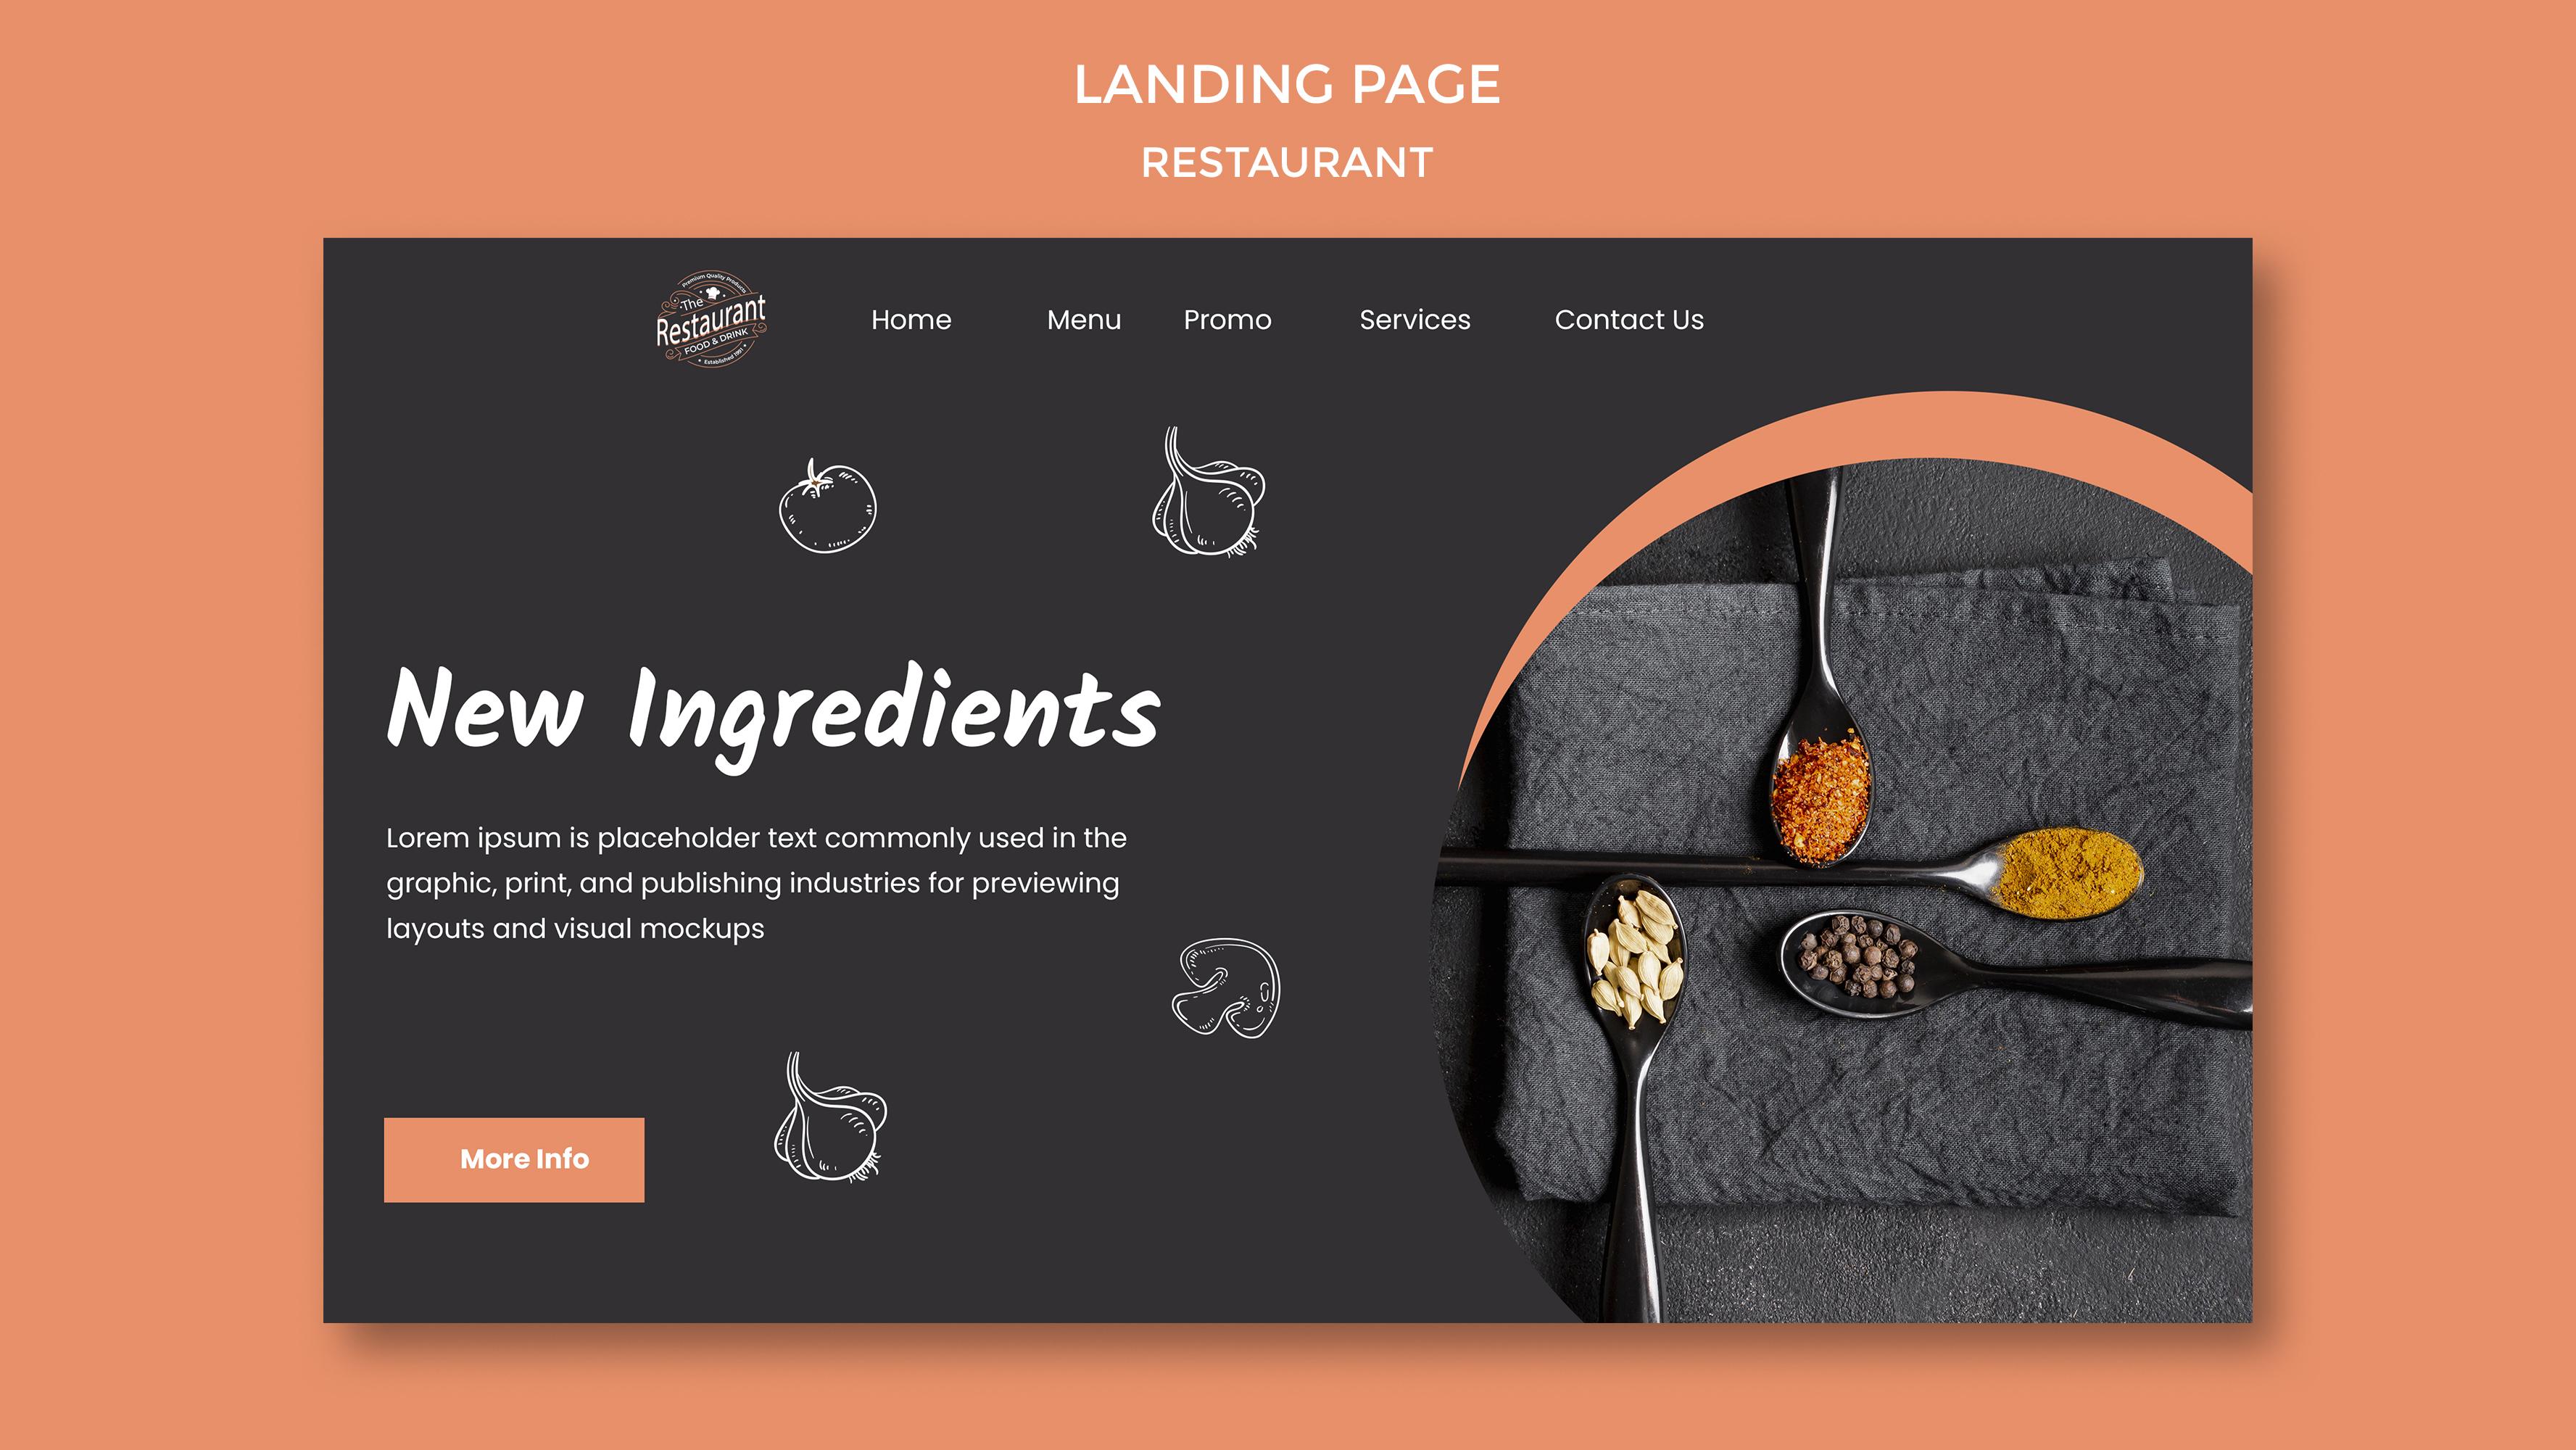 LANDING PAGE
RESTAURANT
Premium Quality Products
The
Restaurant
FOOD & DRINK
Established 1991
Home Menu Promo Services Contact Us
New Ingredients
Lorem ipsum is placeholder text commonly used in the
graphic, print, and publishing industries for previewing
layouts and visual mockups
More Info